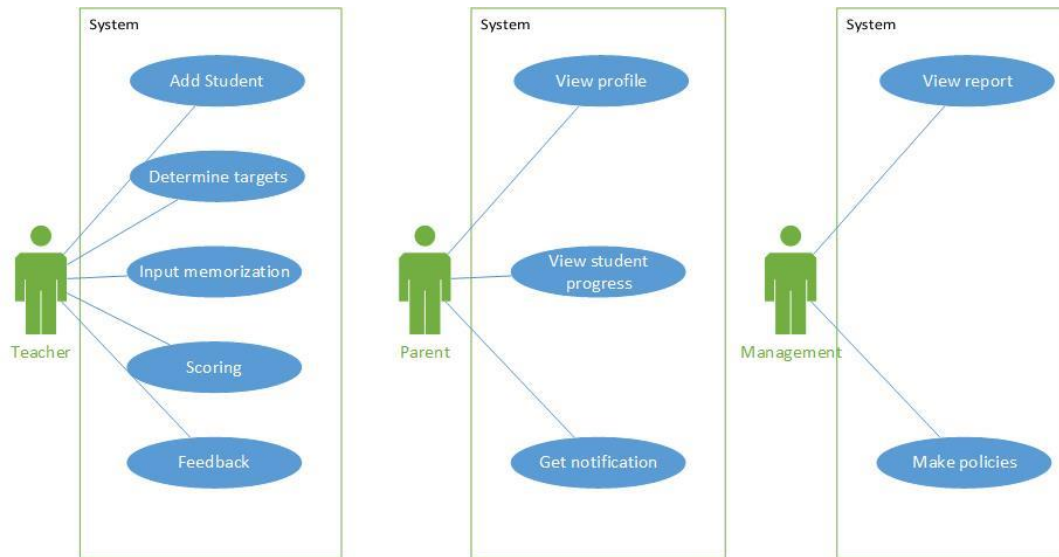 System
Add Student
Determine targets
Input memorization
Teacher
Scoring
Feedback
System
View profile
View student
progress
Parent
Get notification
System
View report
Management
Make policies